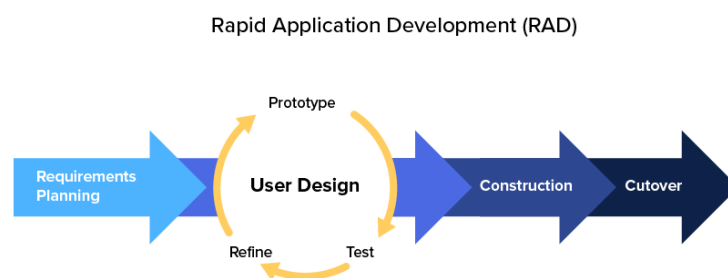 Rapid Application Development (RAD)
Prototype
Requirements
Planning
User Design
Construction
Cutover
Refine
Test